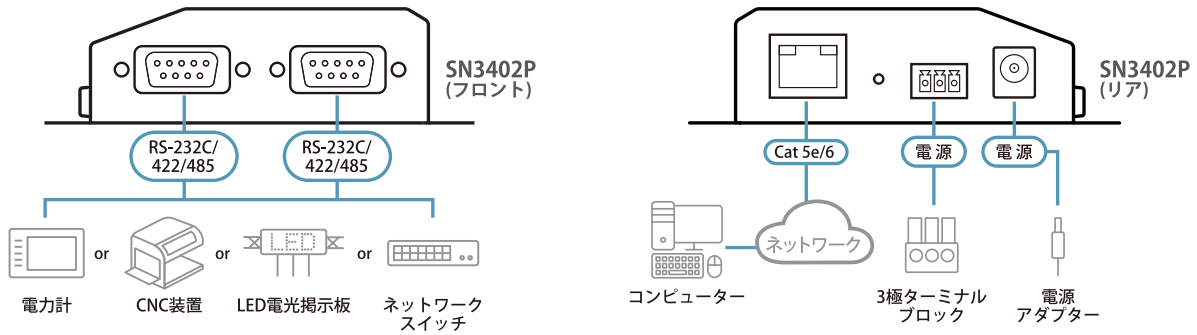 SN3402P
(フロント)
RS-232C/
422/485
RS-232C/
422/485
or
or
LED
or
電力計
CNC装置
LED電光掲示板
ネットワーク
スイッチ
SN3402P
(リア)
Cat 5e/6
電 源
電 源
ネットワーク
コンピューター
3極ターミナル
ブロック
電源
アダプター